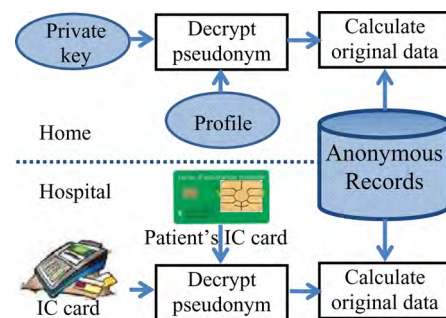 Private
key
Decrypt
pseudonym
Calculate
original data
Profile
Home
Anonymous
Records
Hospital
Patient's IC card
IC card
Decrypt
pseudonym
Calculate
original data